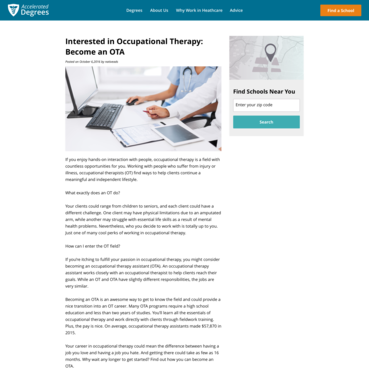 Accelerated
Degrees
Degrees
About Us
Why Work in Healthcare
Advice
Find a School
Interested in Occupational Therapy:
Become an OTA
Find Schools Near You
Enter your zip code
Search
If you enjoy hands-on interaction with people, occupational therapy is a field with
countless opportunities for you. Working with people who suffer from injury or
illness, occupational therapists (OT) find ways to help clients continue a
meaningful and independent lifestyle.
What exactly does an OT do?
Your clients could range from children to seniors, and each client could have a
different challenge. One client may have physical limitations due to an amputated
arm, while another may struggle with essential life skills as a result of mental
health problems. Nevertheless, who you decide to work with is totally up to you.
Just one of many cool perks of working in occupational therapy.
How can I enter the OT field?
If you're itching to fulfill your passion in occupational therapy, you might consider
becoming an occupational therapy assistant (OTA). An occupational therapy
assistant works closely with an occupational therapist to help clients reach their
goals. While an OT and OTA have slightly different responsibilities, the jobs are
very similar.
Becoming an OTA is an awesome way to get to know the field and could provide a
nice transition into an OT career. Many OTA programs require a high school
education and less than two years of studies. You'll learn all the essentials of
occupational therapy and work directly with clients through fieldwork training.
Plus, the pay is nice. On average, occupational therapy assistants made $57,870 in
2015.
Your career in occupational therapy could mean the difference between having a
job you love and having a job you hate. And getting there could take as few as 16
months. Why wait any longer to get started? Find out how you can become an
OTA.